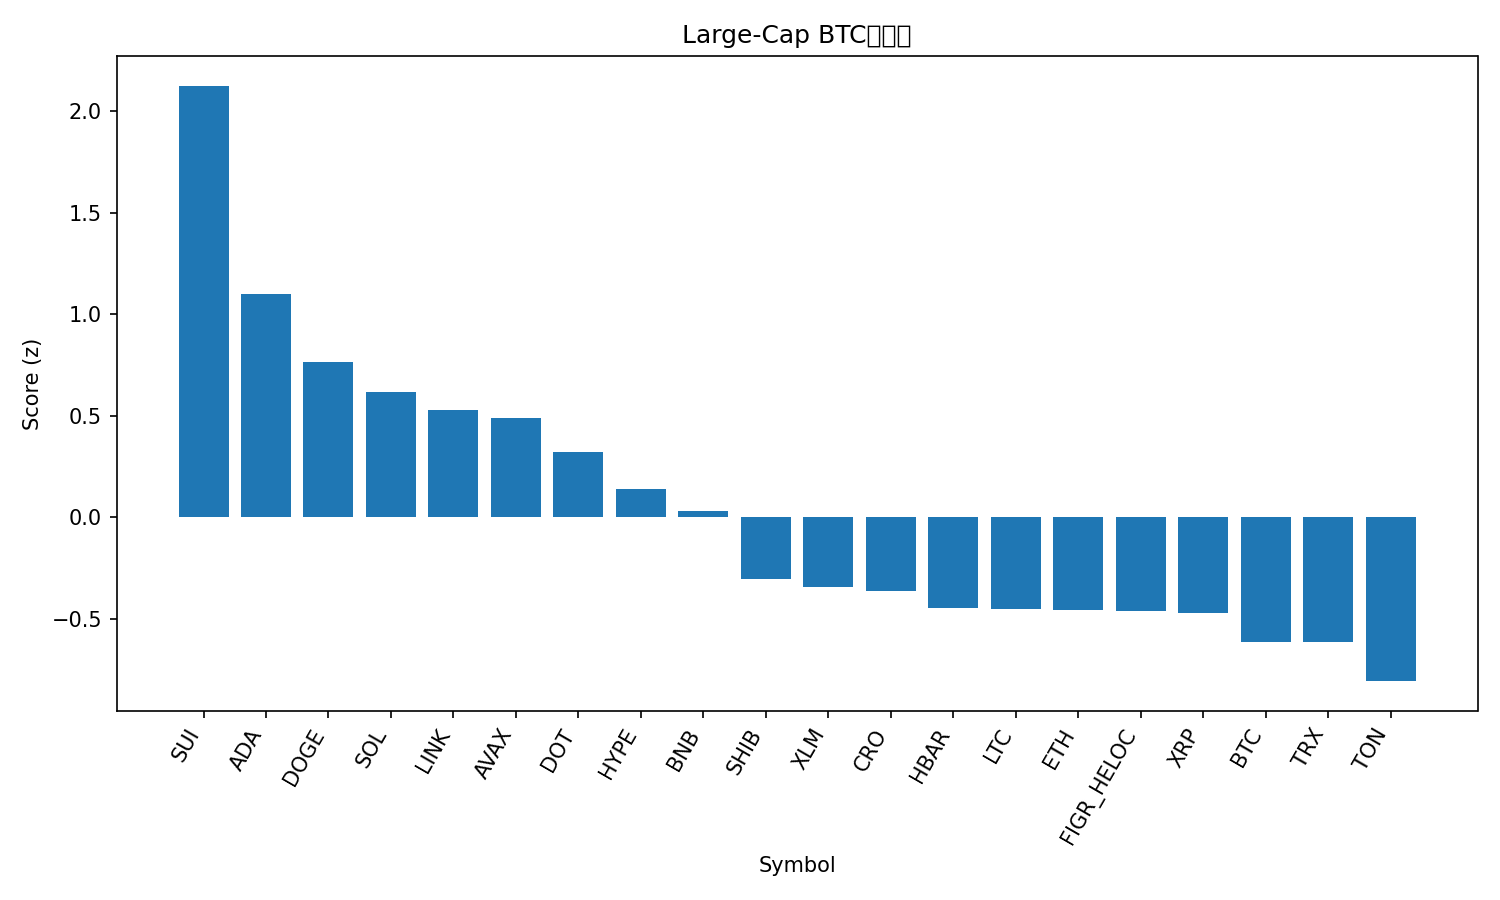 Large-Cap BTC
2.0
1.5
1.0
0.5
0.0
−0.5
Score (z)
SUI
ADA
DOGE
SOL
LINK
AVAX
DOT
HYPE
BNB
SHIB
XLM
CRO
HBAR
LTC
ETH
FIGR_HELOC
XRP
BTC
TRX
TON
Symbol